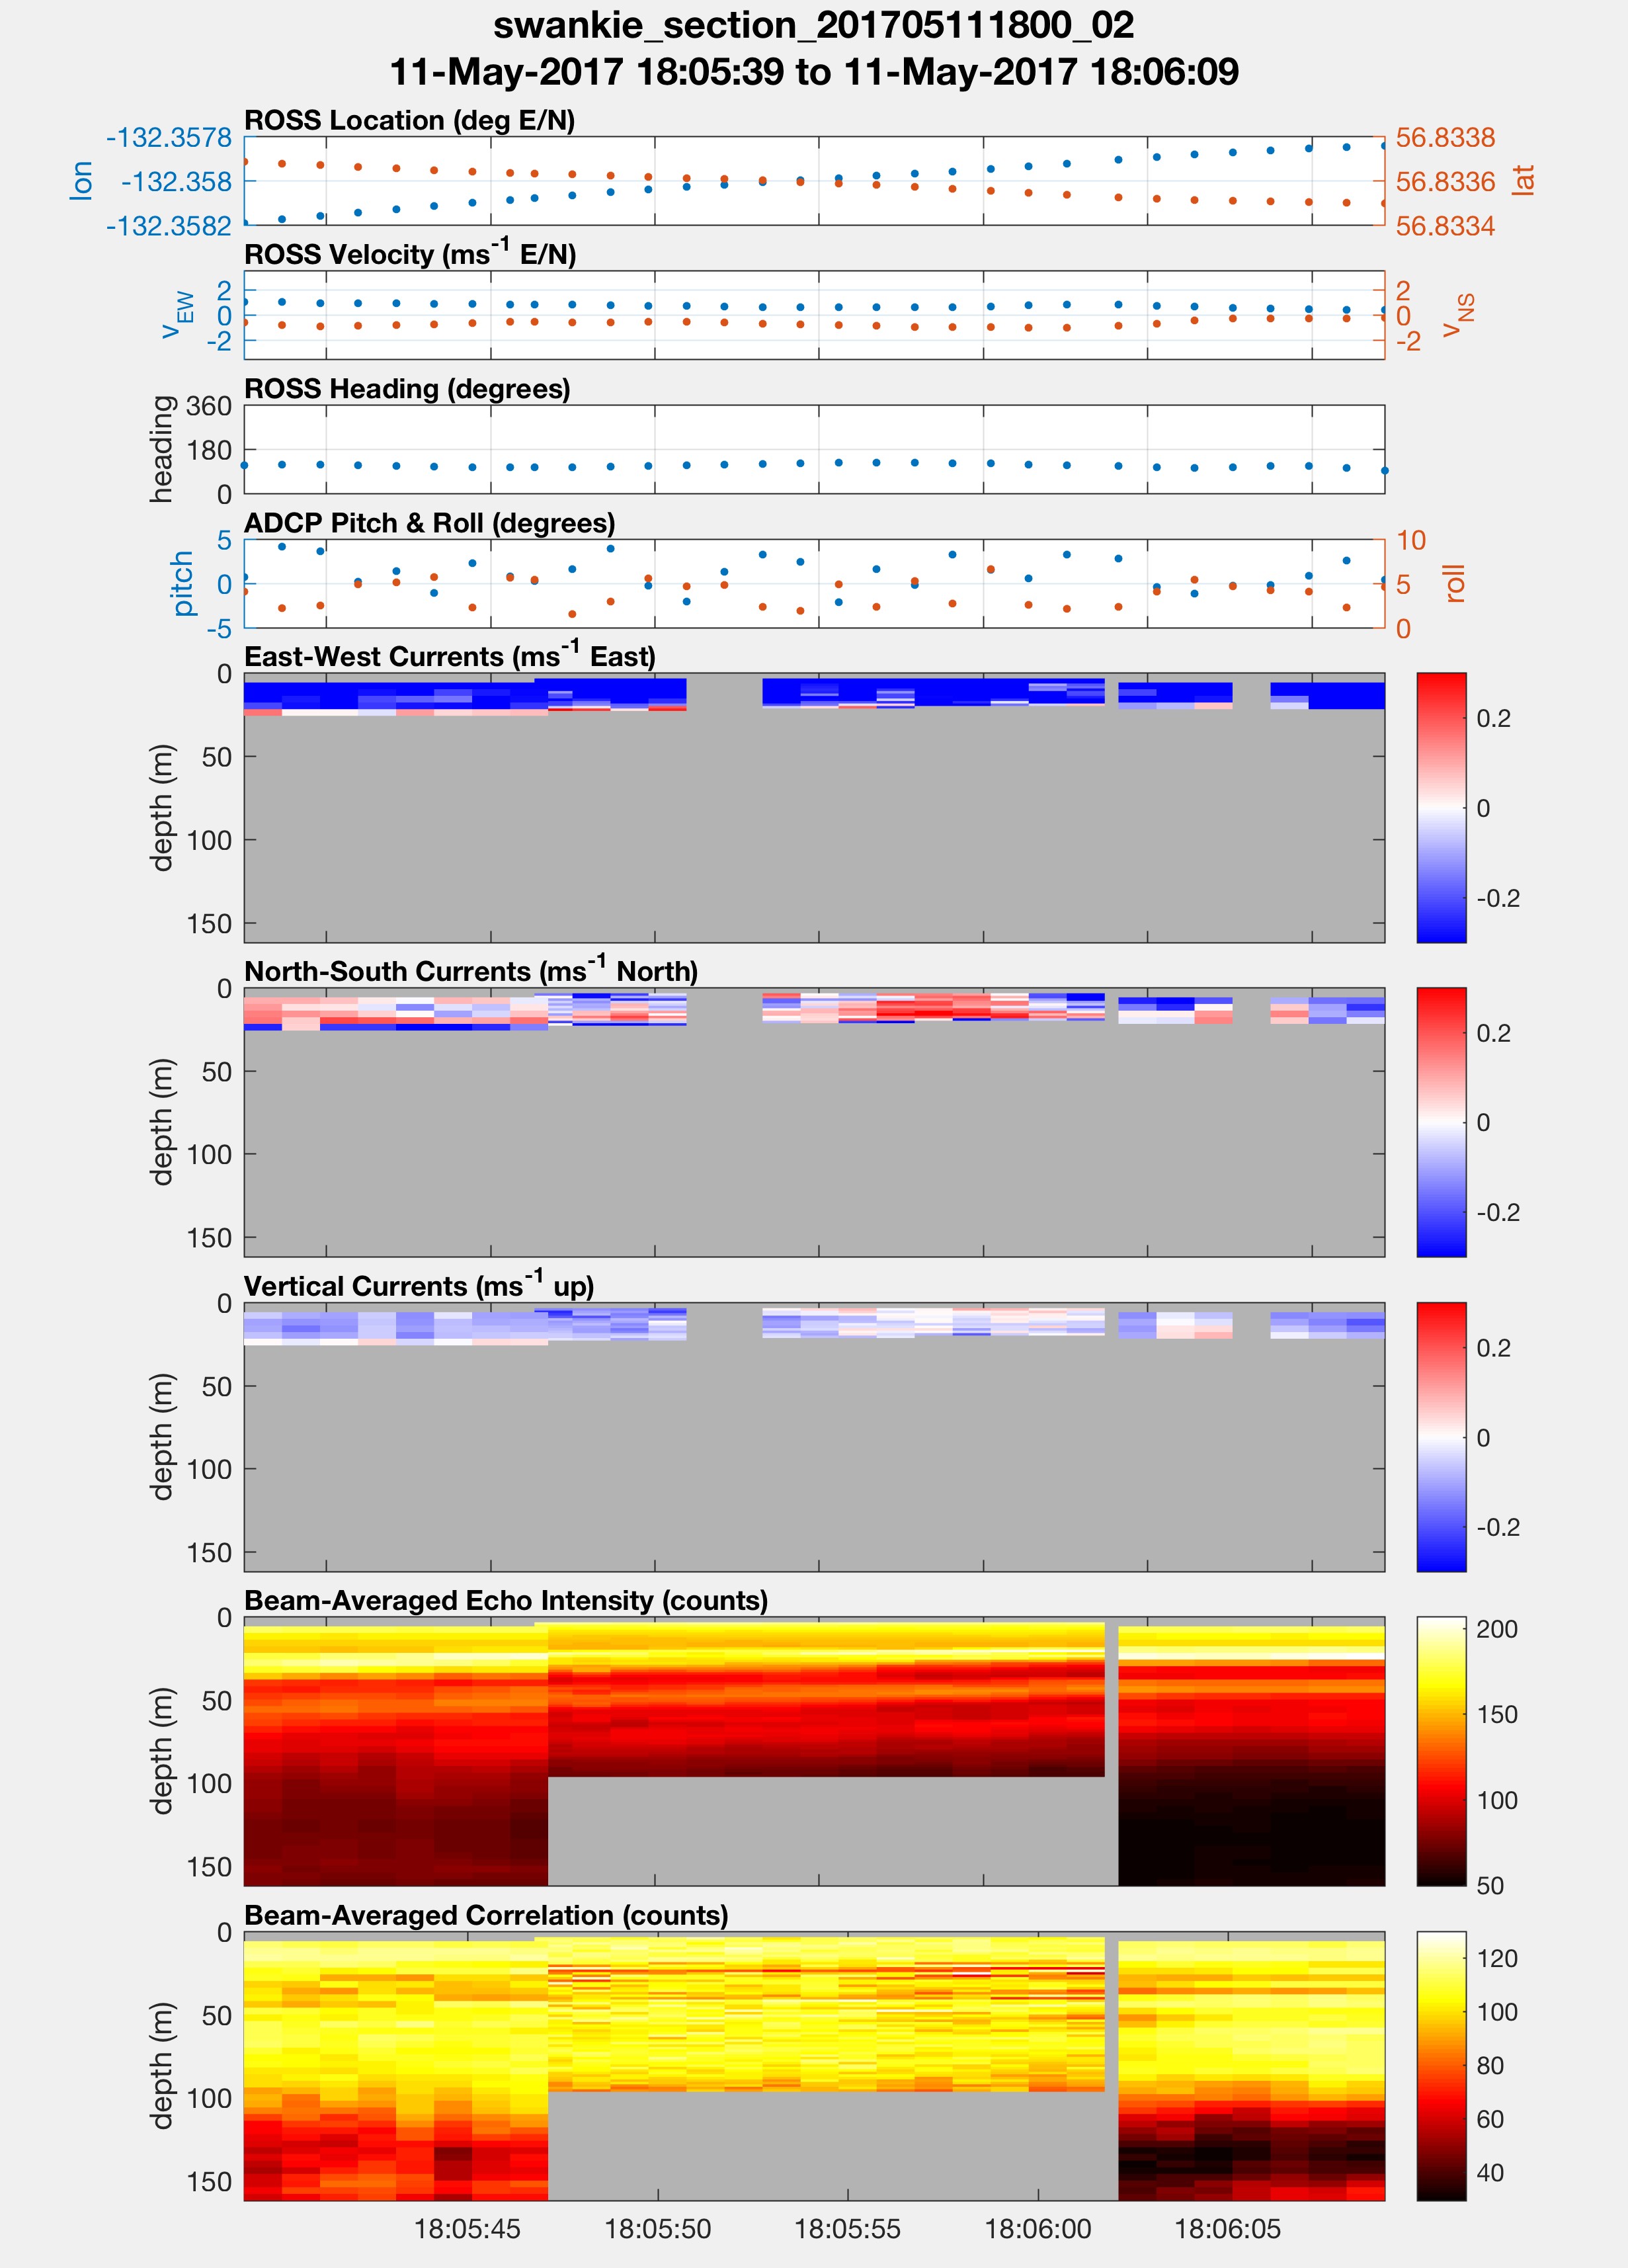 swankie_section_201705111800_02
11-May-2017 18:05:39 to 11-May-2017 18:06:09
ROSS Location (deg E/N)
-132.3578
-132.358
-132.3582
lon
56.8338
56.8336
56.8334
lat
ROSS Velocity (ms-1 E/N)
2
0
-2
vEW
2
0
-2
vNS
ROSS Heading (degrees)
360
180
0
heading
ADCP Pitch & Roll (degrees)
5
0
-5
pitch
10
5
0
roll
East-West Currents (ms-1 East)
0
50
100
150
depth (m)
0.2
0
-0.2
North-South Currents (ms-1 North)
0
50
100
150
depth (m)
0.2
0
-0.2
Vertical Currents (ms-1 up)
0
50
100
150
depth (m)
0.2
0
-0.2
Beam-Averaged Echo Intensity (counts)
0
50
100
150
depth (m)
200
150
100
50
Beam-Averaged Correlation (counts)
0
50
100
150
depth (m)
120
100
80
60
40
18:05:45 18:05:50 18:05:55 18:06:00 18:06:05